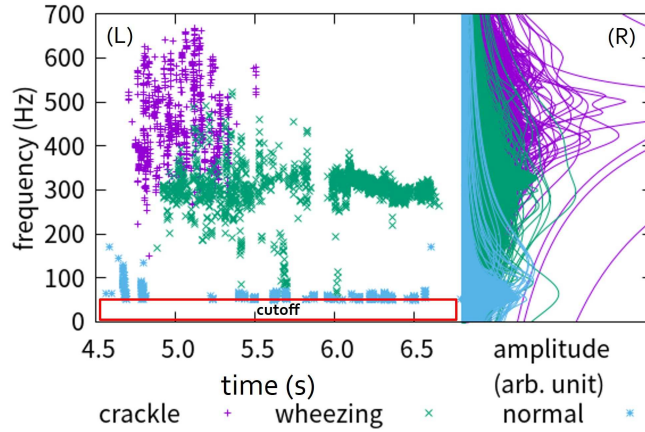 700
600
500
400
300
200
100
0
frequency (Hz)
(L)
(R)
cutoff
4.5 5.0 5.5 6.0 6.5
time (s)
amplitude
(arb. unit)
crackle + wheezing × normal *